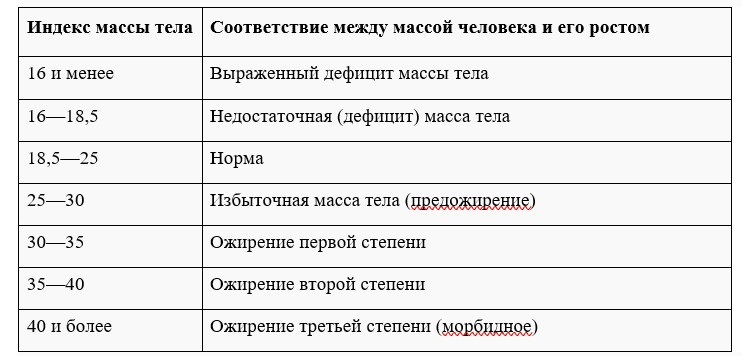 Индекс массы тела Соответствие между массой человека и его ростом
16 и менее Выраженный дефицит массы тела
16—18,5 Недостаточная (дефицит) масса тела
18,5—25 Норма
25—30 Избыточная масса тела (предожирение)
30—35 Ожирение первой степени
35—40 Ожирение второй степени
40 и более Ожирение третьей степени (морбидное)